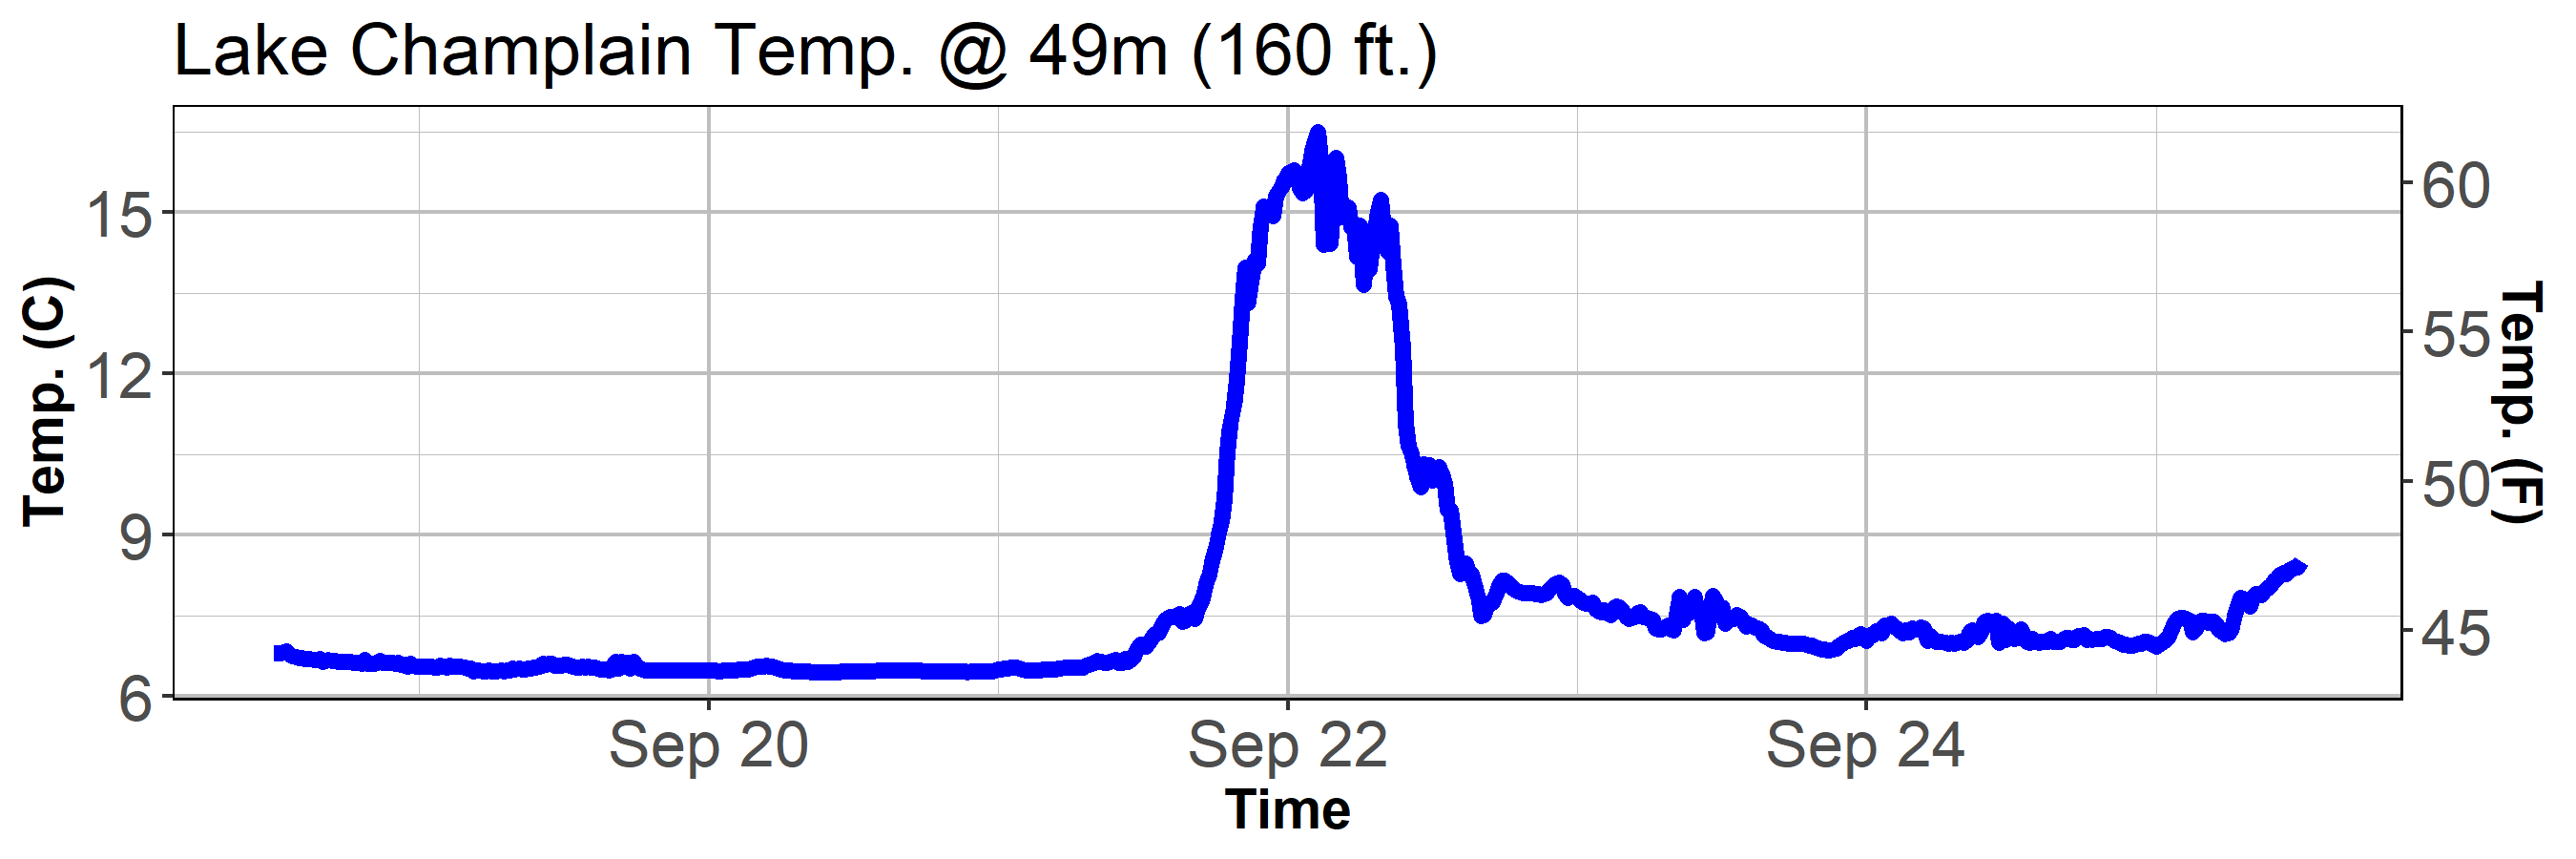 Lake Champlain Temp. @ 49m (160 ft.)
Temp. (C)
15
12
9
6
60
55
50
45
Temp. (F)
Sep 20 Sep 22 Sep 24
Time